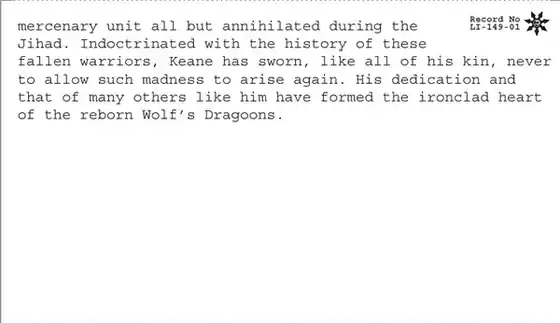 mercenary unit all but annihilated during the
Record No
LI-149-01
Jihad. Indoctrinated with the history of these
fallen warriors, Keane has sworn, like all of his kin, never
to allow such madness to arise again. His dedication and
that of many others like him have formed the ironclad heart
of the reborn Wolf’s Dragoons.